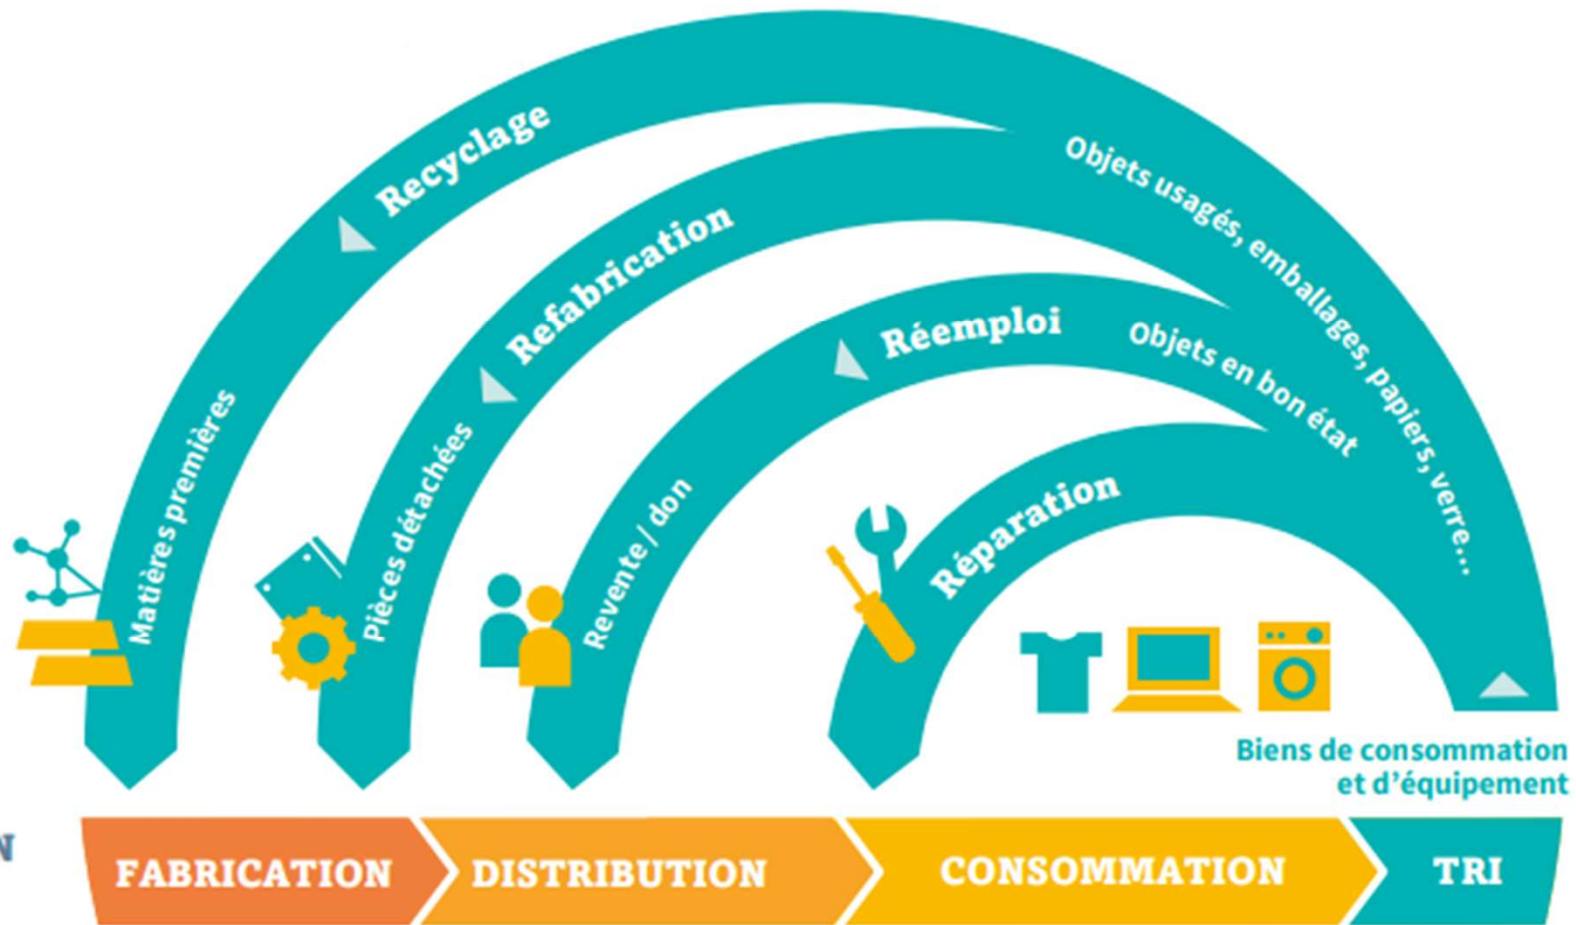 Recyclage
Matières premières
Refabrication
Pièces détachées
Objets usagés, emballages, papiers, verre...
Réemploi
Objets en bon état
Revente / don
Réparation
Biens de consommation
et d'équipement
N
FABRICATION
DISTRIBUTION
CONSOMMATION
TRI